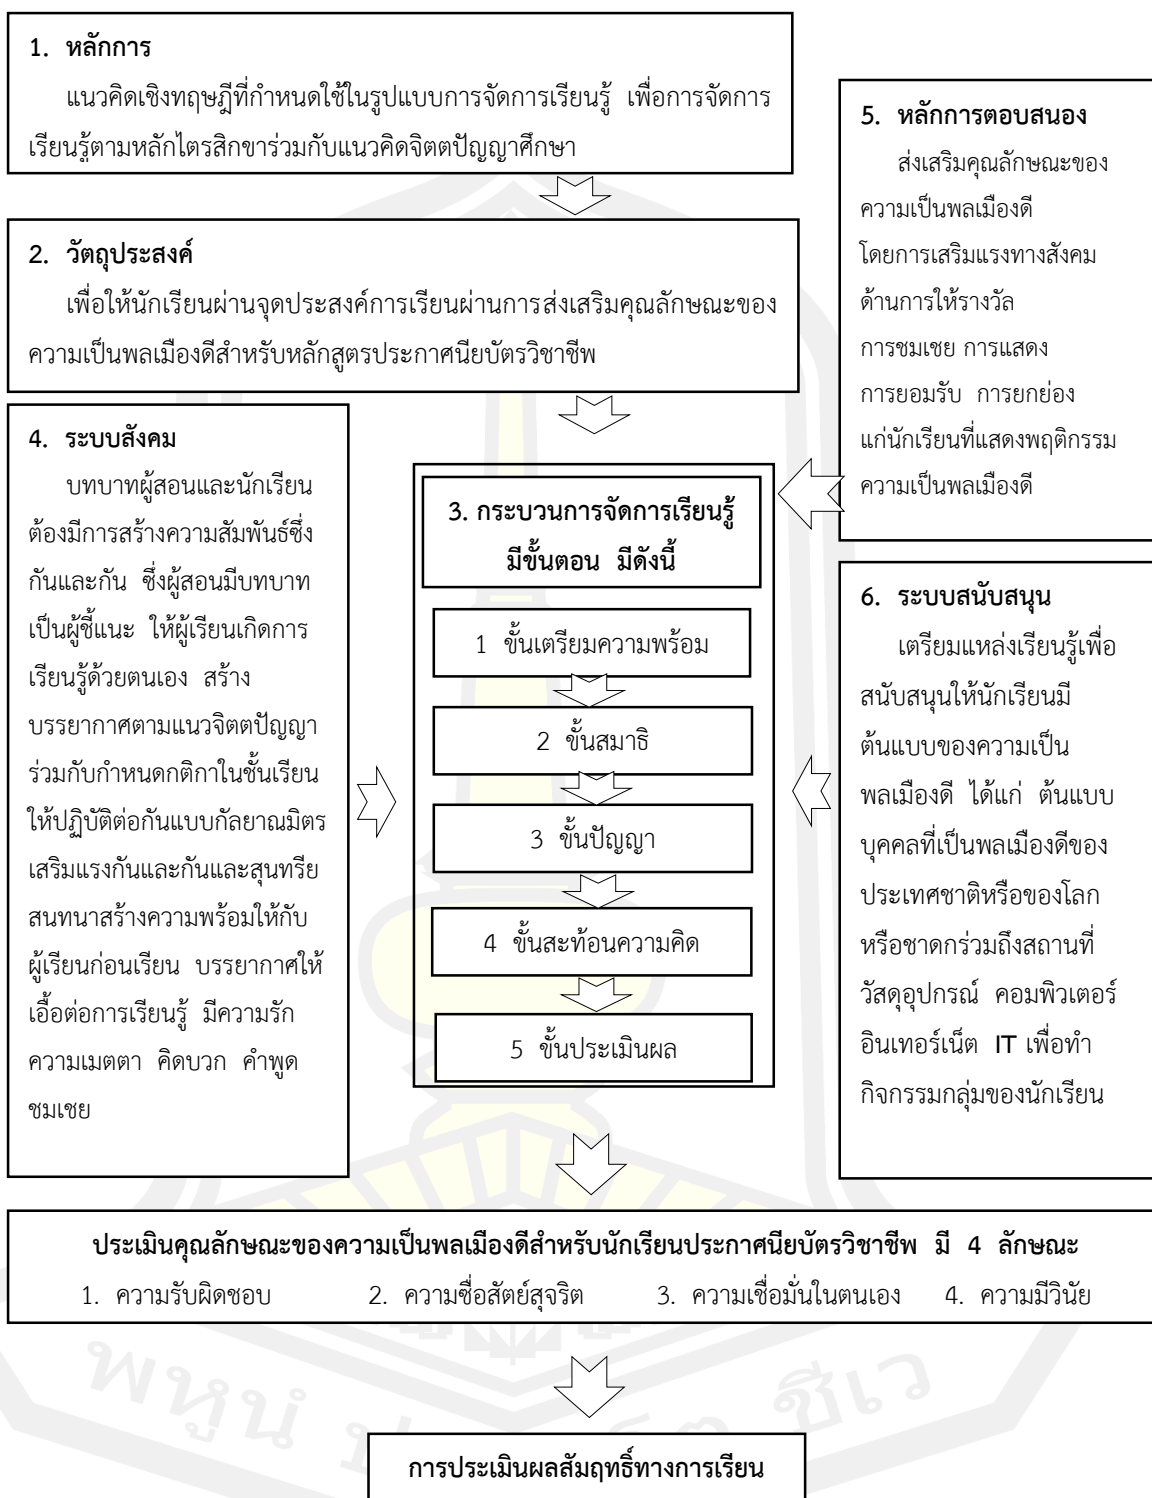 1. หลักการ
แนวคิดเชิงทฤษฎีที่กำหนดใช้ในรูปแบบการจัดการเรียนรู้ เพื่อการจัดการ
เรียนรู้ตามหลักไตรสิกขาร่วมกับแนวคิดจิตตปัญญาศึกษา
2. วัตถุประสงค์
เพื่อให้นักเรียนผ่านจุดประสงค์การเรียนผ่านการส่งเสริมคุณลักษณะของ
ความเป็นพลเมืองดีสำหรับหลักสูตรประกาศนียบัตรวิชาชีพ
4. ระบบสังคม
บทบาทผู้สอนและนักเรียน
ต้องมีการสร้างความสัมพันธ์ซึ่ง
กันและกัน ซึ่งผู้สอนมีบทบาท
เป็นผู้ชี้แนะ ให้ผู้เรียนเกิดการ
เรียนรู้ด้วยตนเอง สร้าง
บรรยากาศตามแนวจิตตปัญญา
ร่วมกับกำหนดกติกาในชั้นเรียน
ให้ปฏิบัติต่อกันแบบกัลยาณมิตร
เสริมแรงกันและกันและสุนทรีย
สนทนาสร้างความพร้อมให้กับ
ผู้เรียนก่อนเรียน บรรยากาศให้
เอื้อต่อการเรียนรู้ มีความรัก
ความเมตตา คิดบวก คำพูด
ชมเชย
3. กระบวนการจัดการเรียนรู้
มีขั้นตอน มีดังนี้
1 ขั้นเตรียมความพร้อม
2 ขั้นสมาธิ
3 ขั้นปัญญา
4 ขั้นสะท้อนความคิด
5 ขั้นประเมินผล
5. หลักการตอบสนอง
ส่งเสริมคุณลักษณะของ
ความเป็นพลเมืองดี
โดยการเสริมแรงทางสังคม
ด้านการให้รางวัล
การชมเชย การแสดง
การยอมรับ การยกย่อง
แก่นักเรียนที่แสดงพฤติกรรม
ความเป็นพลเมืองดี
6. ระบบสนับสนุน
เตรียมแหล่งเรียนรู้เพื่อ
สนับสนุนให้นักเรียนมี
ต้นแบบของความเป็น
พลเมืองดี ได้แก่ ต้นแบบ
บุคคลที่เป็นพลเมืองดีของ
ประเทศชาติหรือของโลก
หรือชาดกร่วมถึงสถานที่
วัสดุอุปกรณ์ คอมพิวเตอร์
อินเทอร์เน็ต IT เพื่อทำ
กิจกรรมกลุ่มของนักเรียน
ประเมินคุณลักษณะของความเป็นพลเมืองดีสำหรับนักเรียนประกาศนียบัตรวิชาชีพ มี 4 ลักษณะ
1. ความรับผิดชอบ 2. ความซื่อสัตย์สุจริต 3. ความเชื่อมั่นในตนเอง 4. ความมีวินัย
พหูนํ ชีเว
การประเมินผลสัมฤทธิ์ทางการเรียน